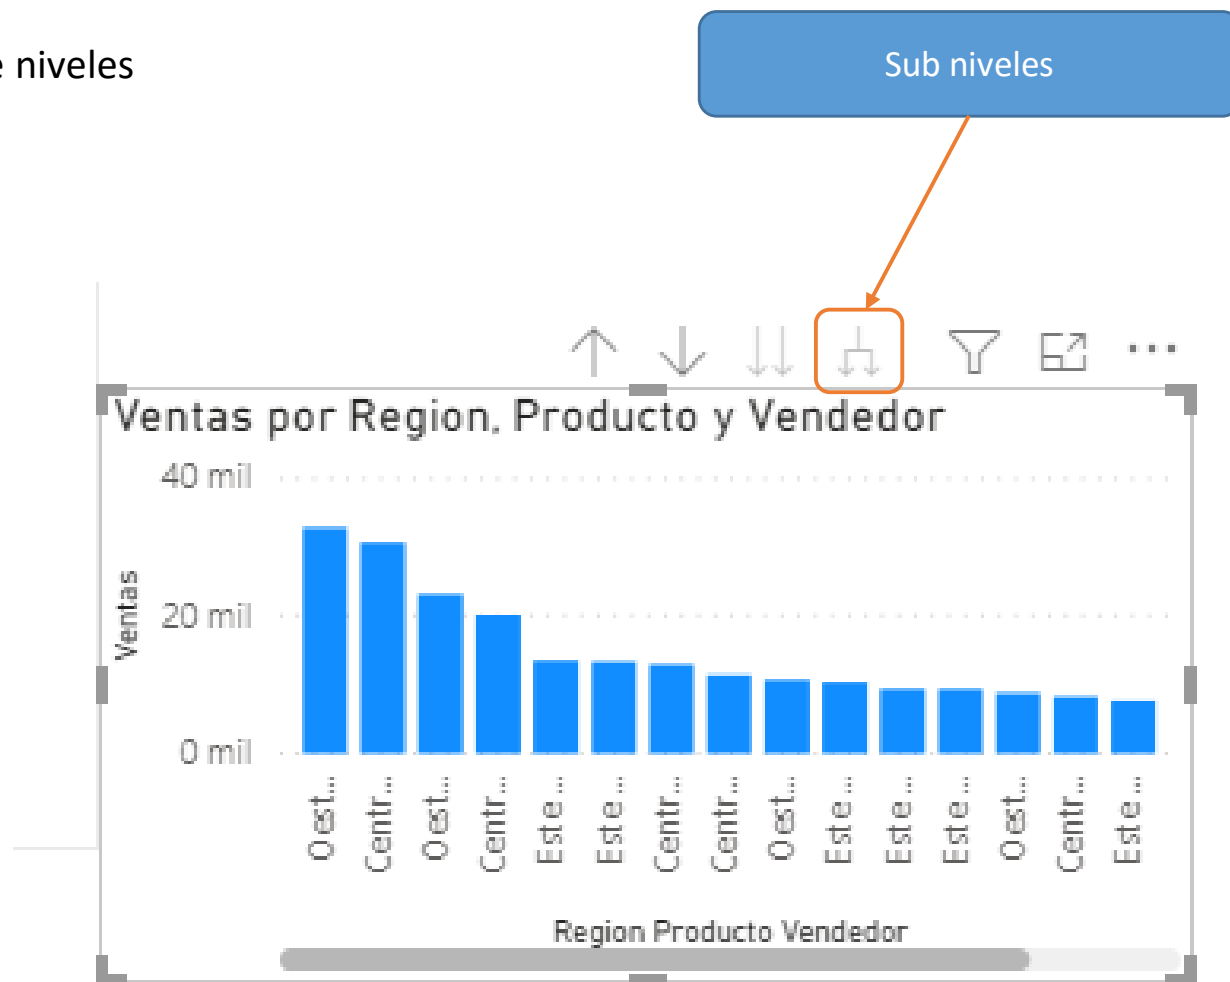 e niveles
Sub niveles
Ventas por Region, Producto y Vendedor
40 mil
20 mil
0 mil
Ventas
Oest...
Centr...
Oest...
Centr...
Este ...
Este ...
Centr...
Centr...
Oest...
Este ...
Este ...
Este ...
Oest...
Centr...
Este ...
Region Producto Vendedor